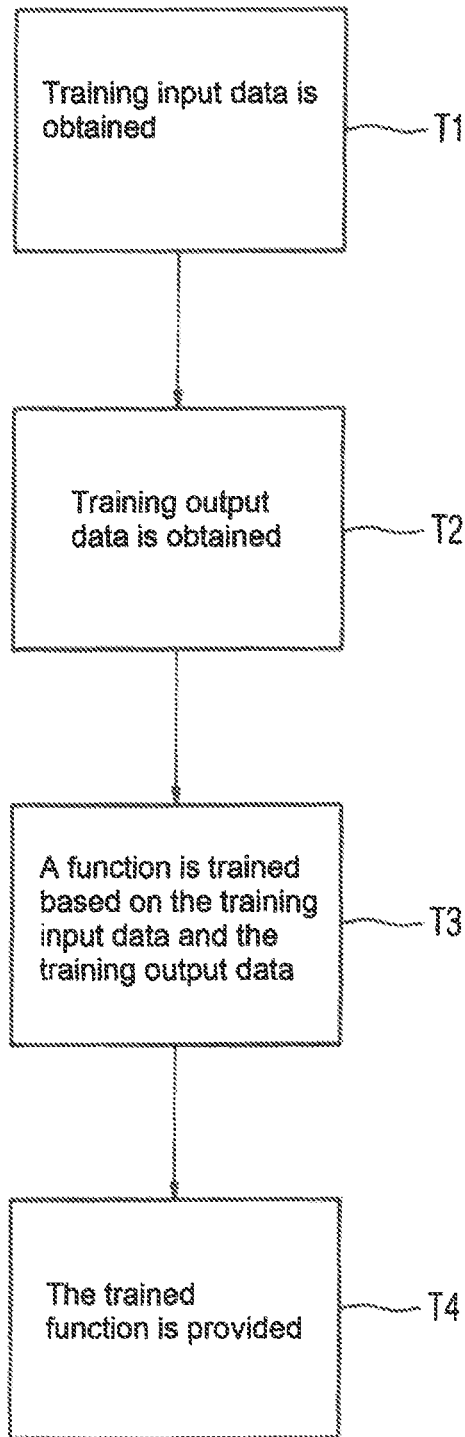 Training input data is
obtained
T1
Training output
data is obtained
T2
A function is trained
based on the training
input data and the
training output data
T3
The trained
function is provided
T4